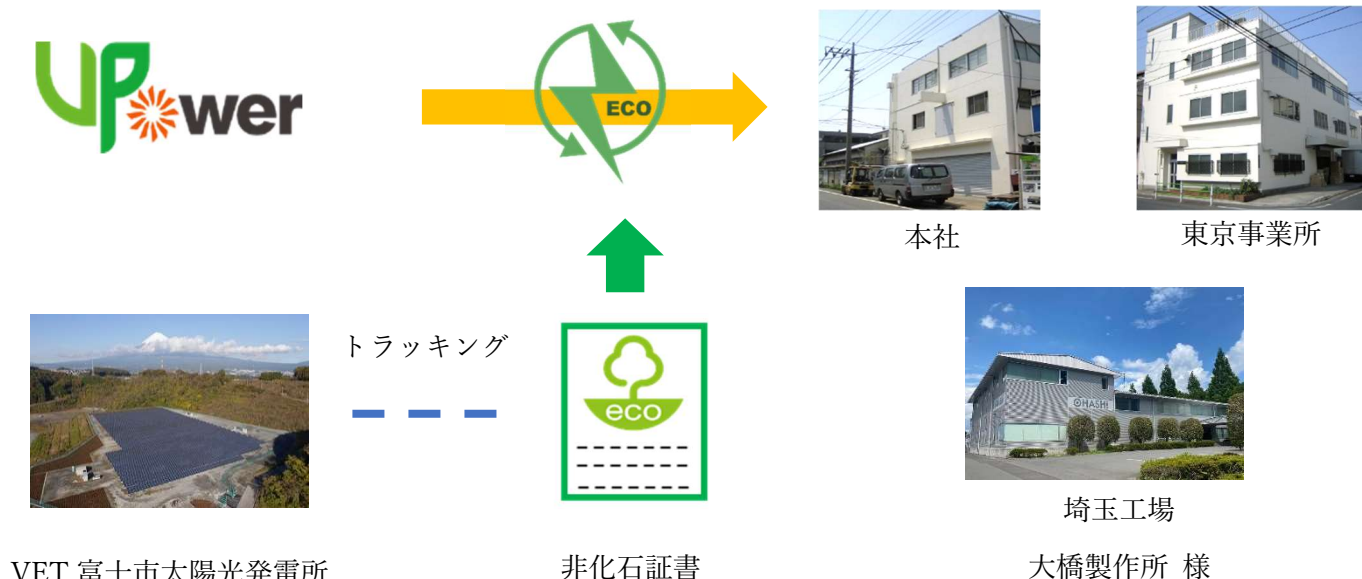 UPower
ECO
本社
東京事業所
トラッキング
eco
OHASHI
埼玉工場
VET 富士市太陽光発電所
非化石証書
大橋製作所 様